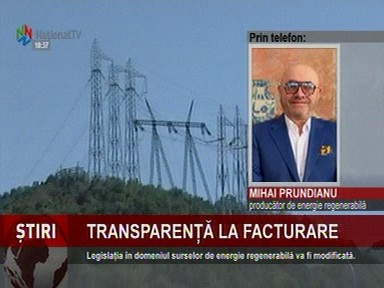 NaționalTV
18:37
Prin telefon:
MIHAI PRUNDIANU
producător de energie regenerabilă
ȘTIRI
TRANSPARENȚĂ LA FACTURARE
Legislația în domeniul surselor de energie regenerabilă va fi modificată.